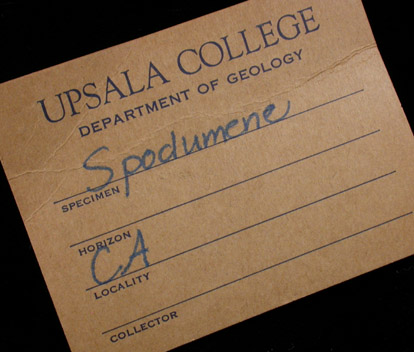 UPSALA COLLEGE
DEPARTMENT OF GEOLOGY
Spodumene
SPECIMEN
HORIZON
CA
LOCALITY
COLLECTOR